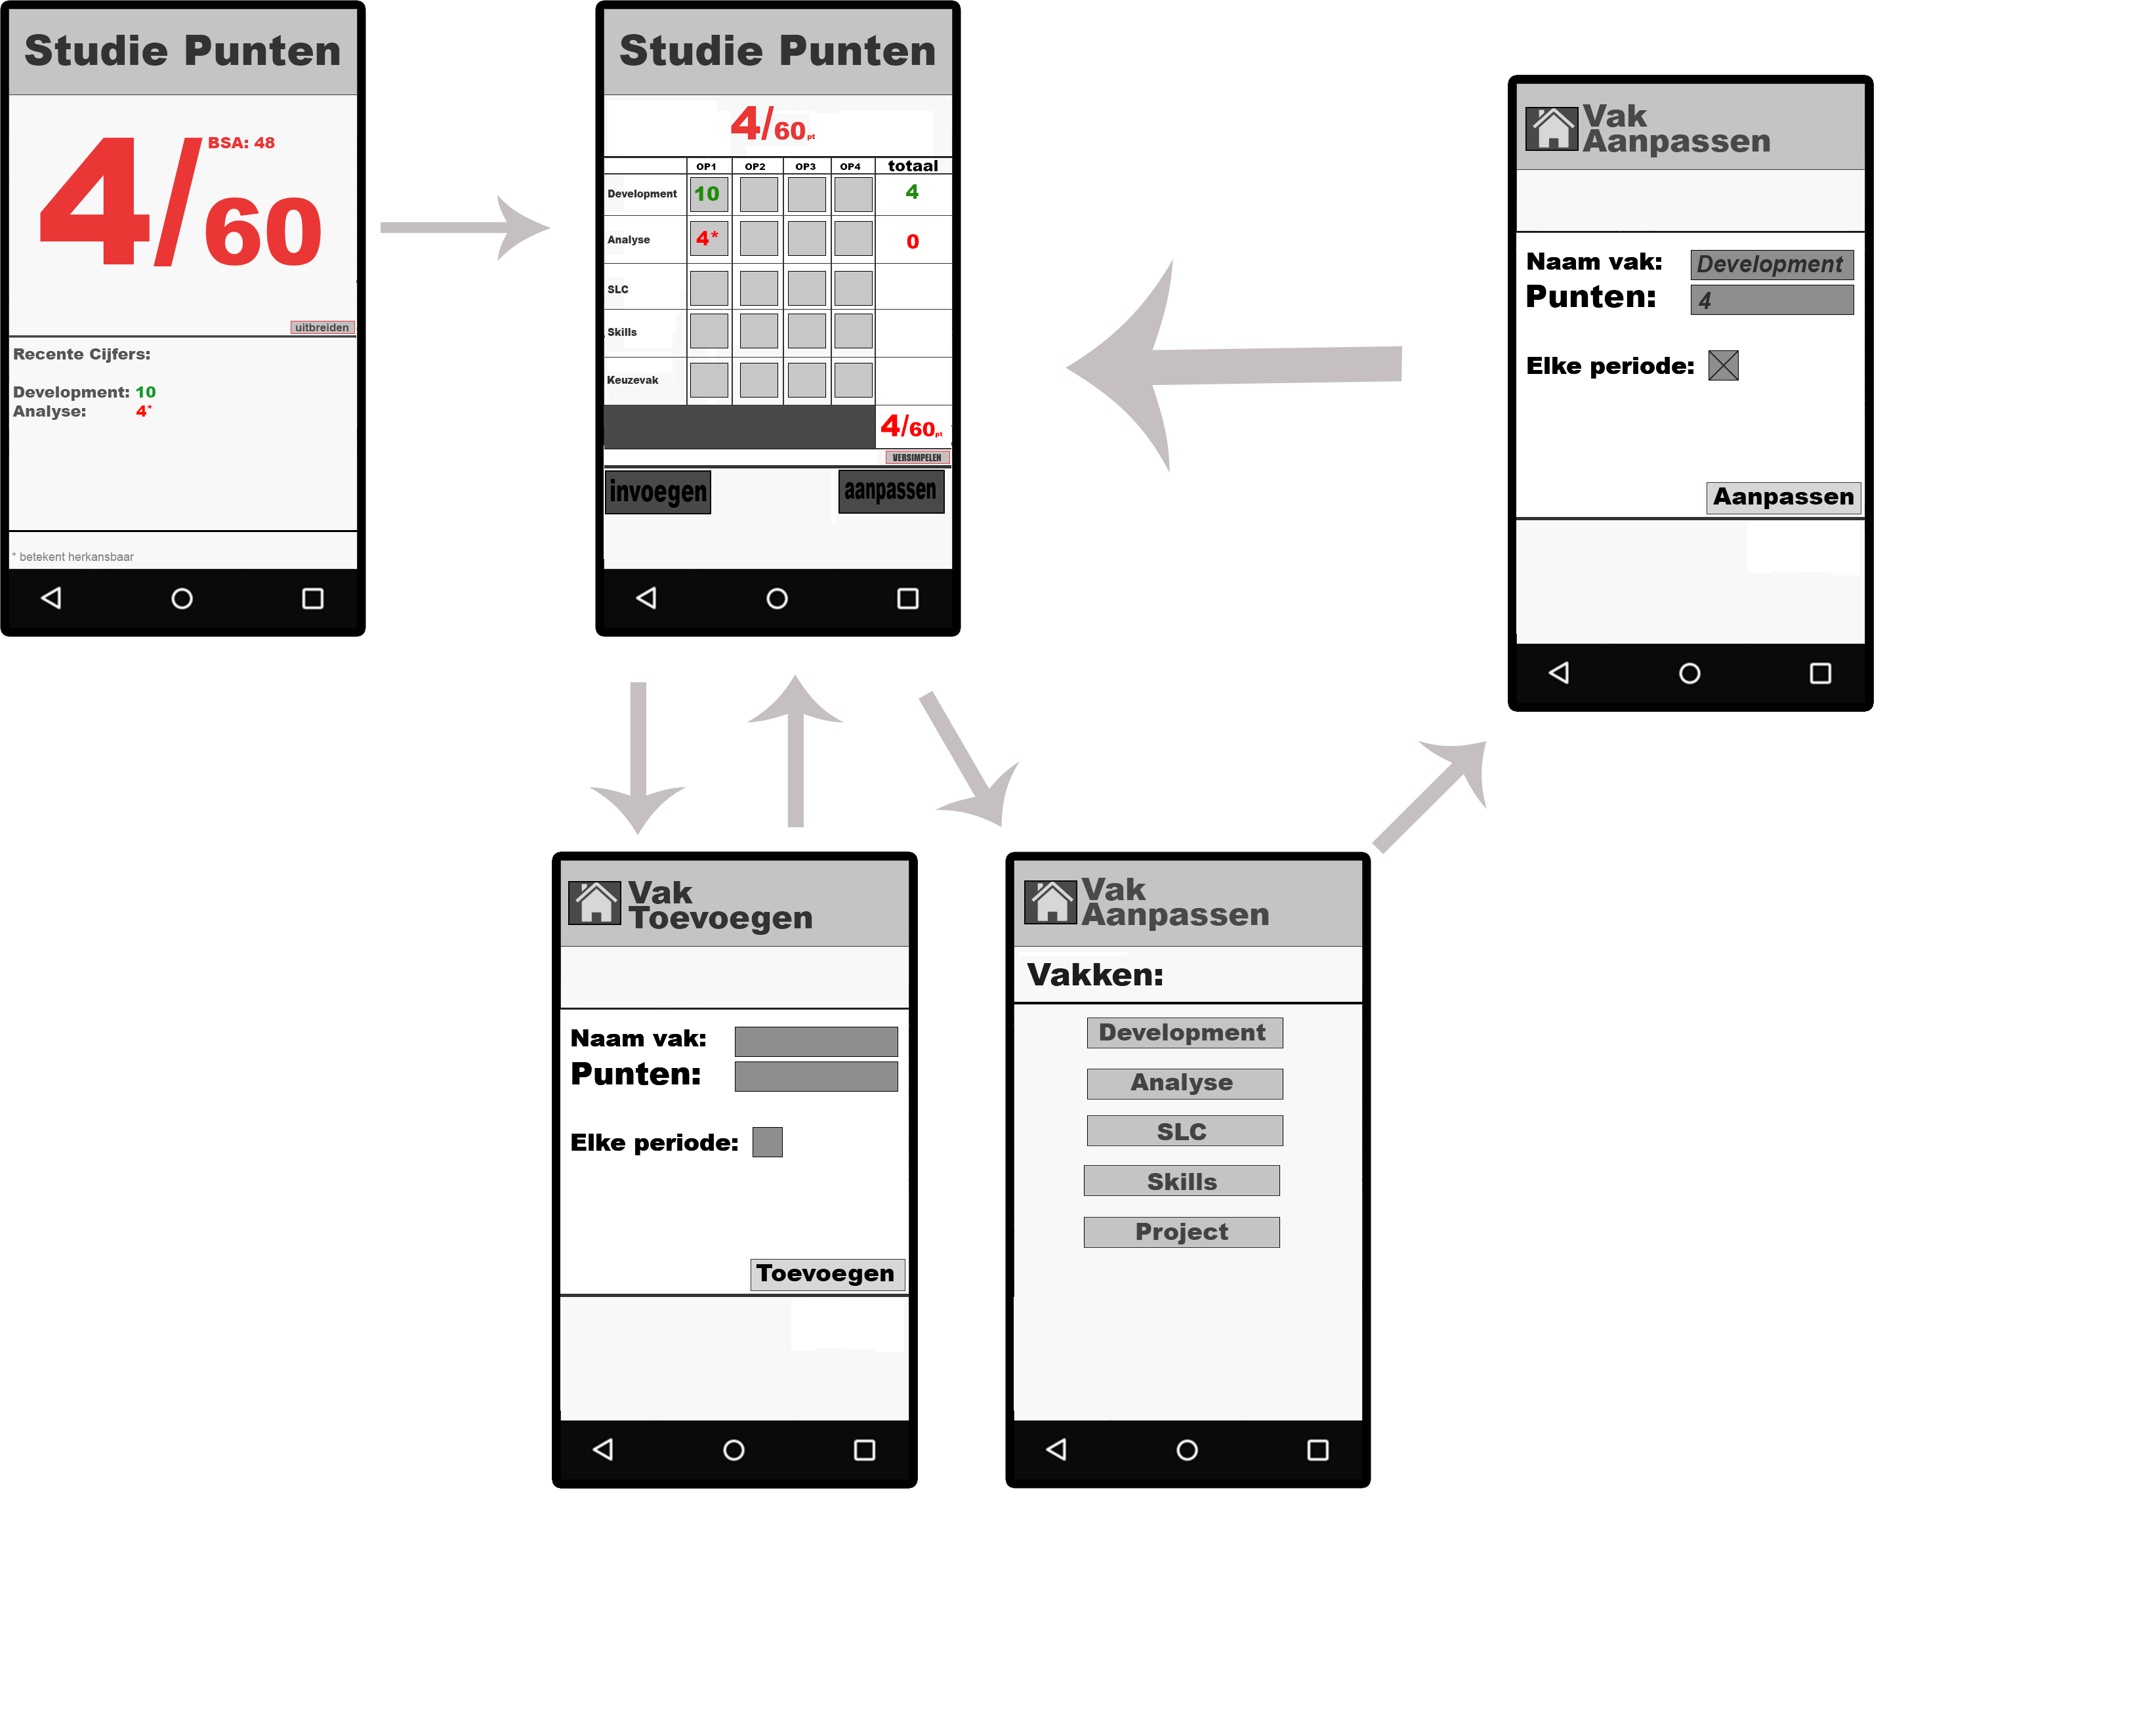 Studie Punten
4/60
BSA: 48
uitbreiden
Recente Cijfers:
Development: 10
Analyse: 4*
* betekent herkansbaar
Studie Punten
4/60pt
OP1 OP2 OP3 OP4 totaal
Development 10 4
Analyse 4* 0
SLC
Skills
Keuzevak
4/60pt
VERSIMPELEN
invoegen aanpassen
Vak
Aanpassen
Naam vak: Development
Punten: 4
Elke periode:
Aanpassen
Vak
Toevoegen
Naam vak:
Punten:
Elke periode:
Toevoegen
Vak
Aanpassen
Vakken:
Development
Analyse
SLC
Skills
Project